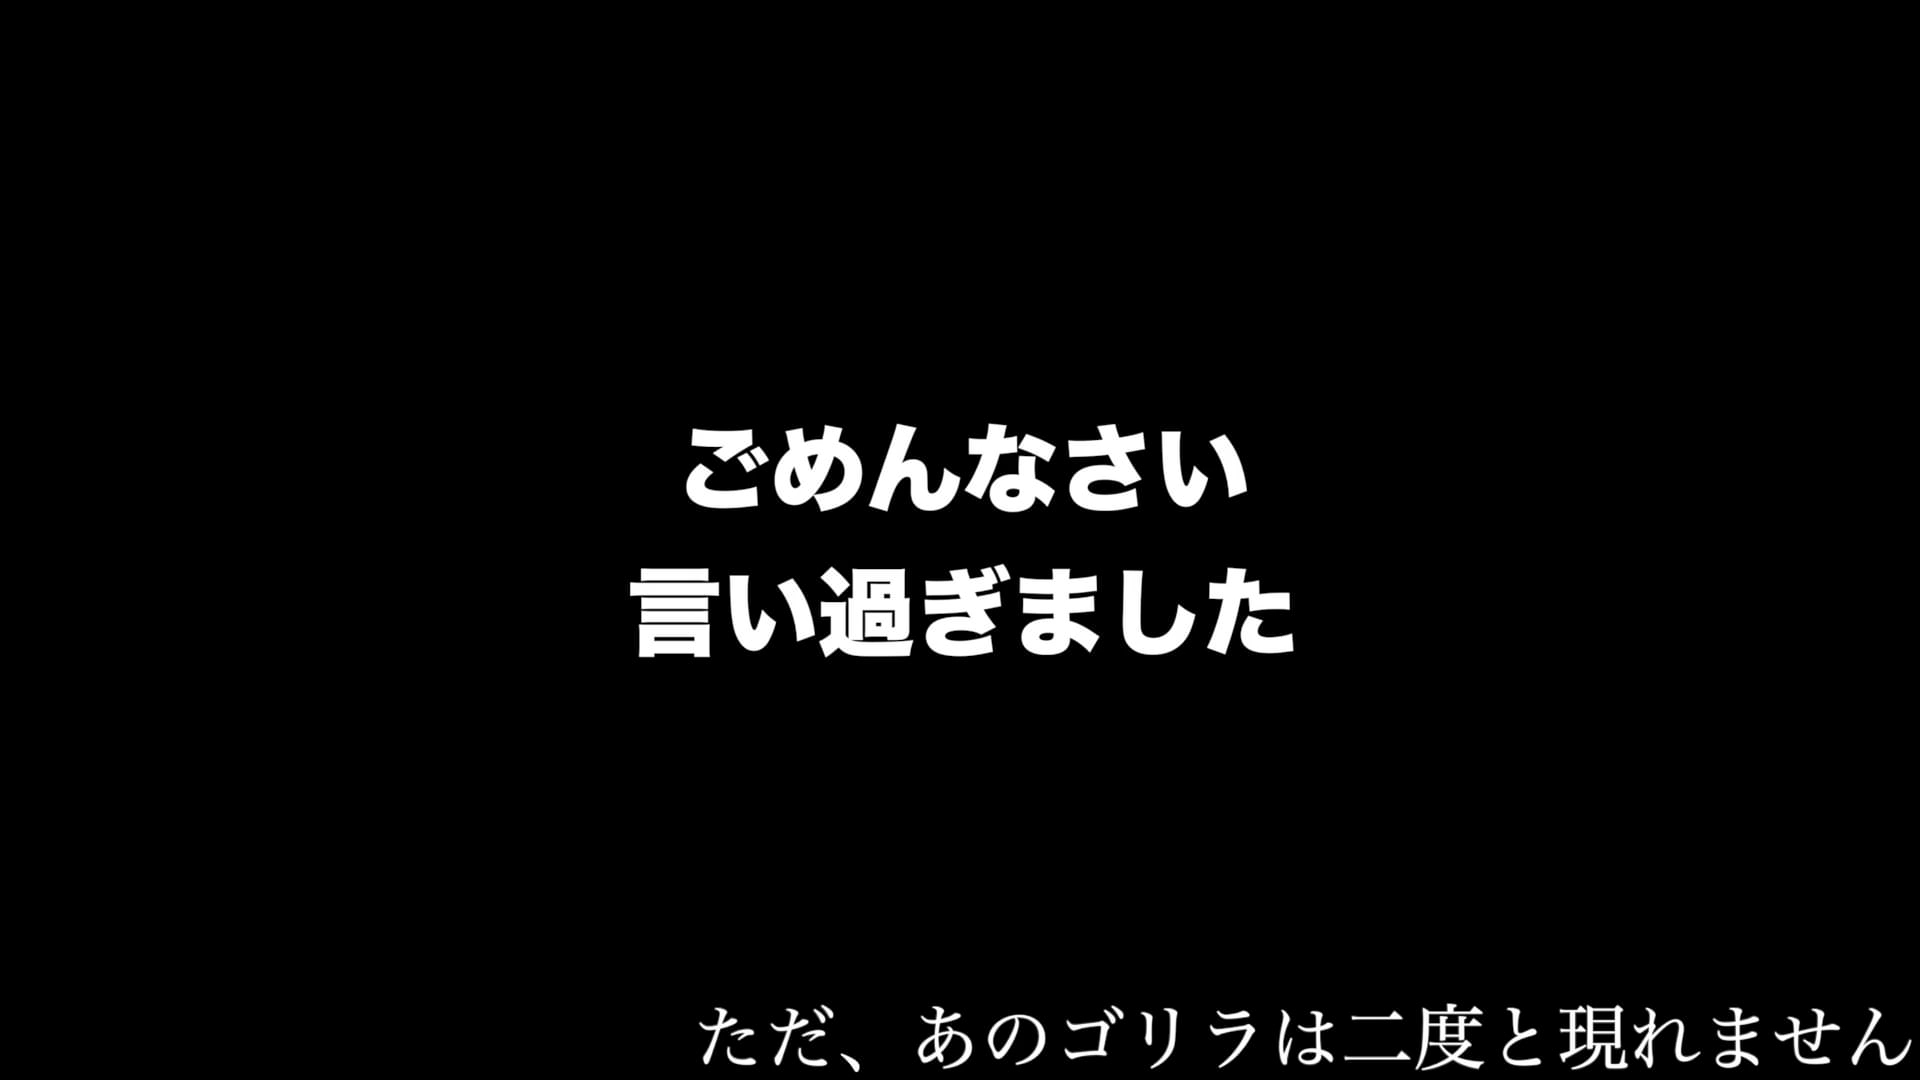 ごめんなさい
言い過ぎました
ただ、あのゴリラは二度と現れません